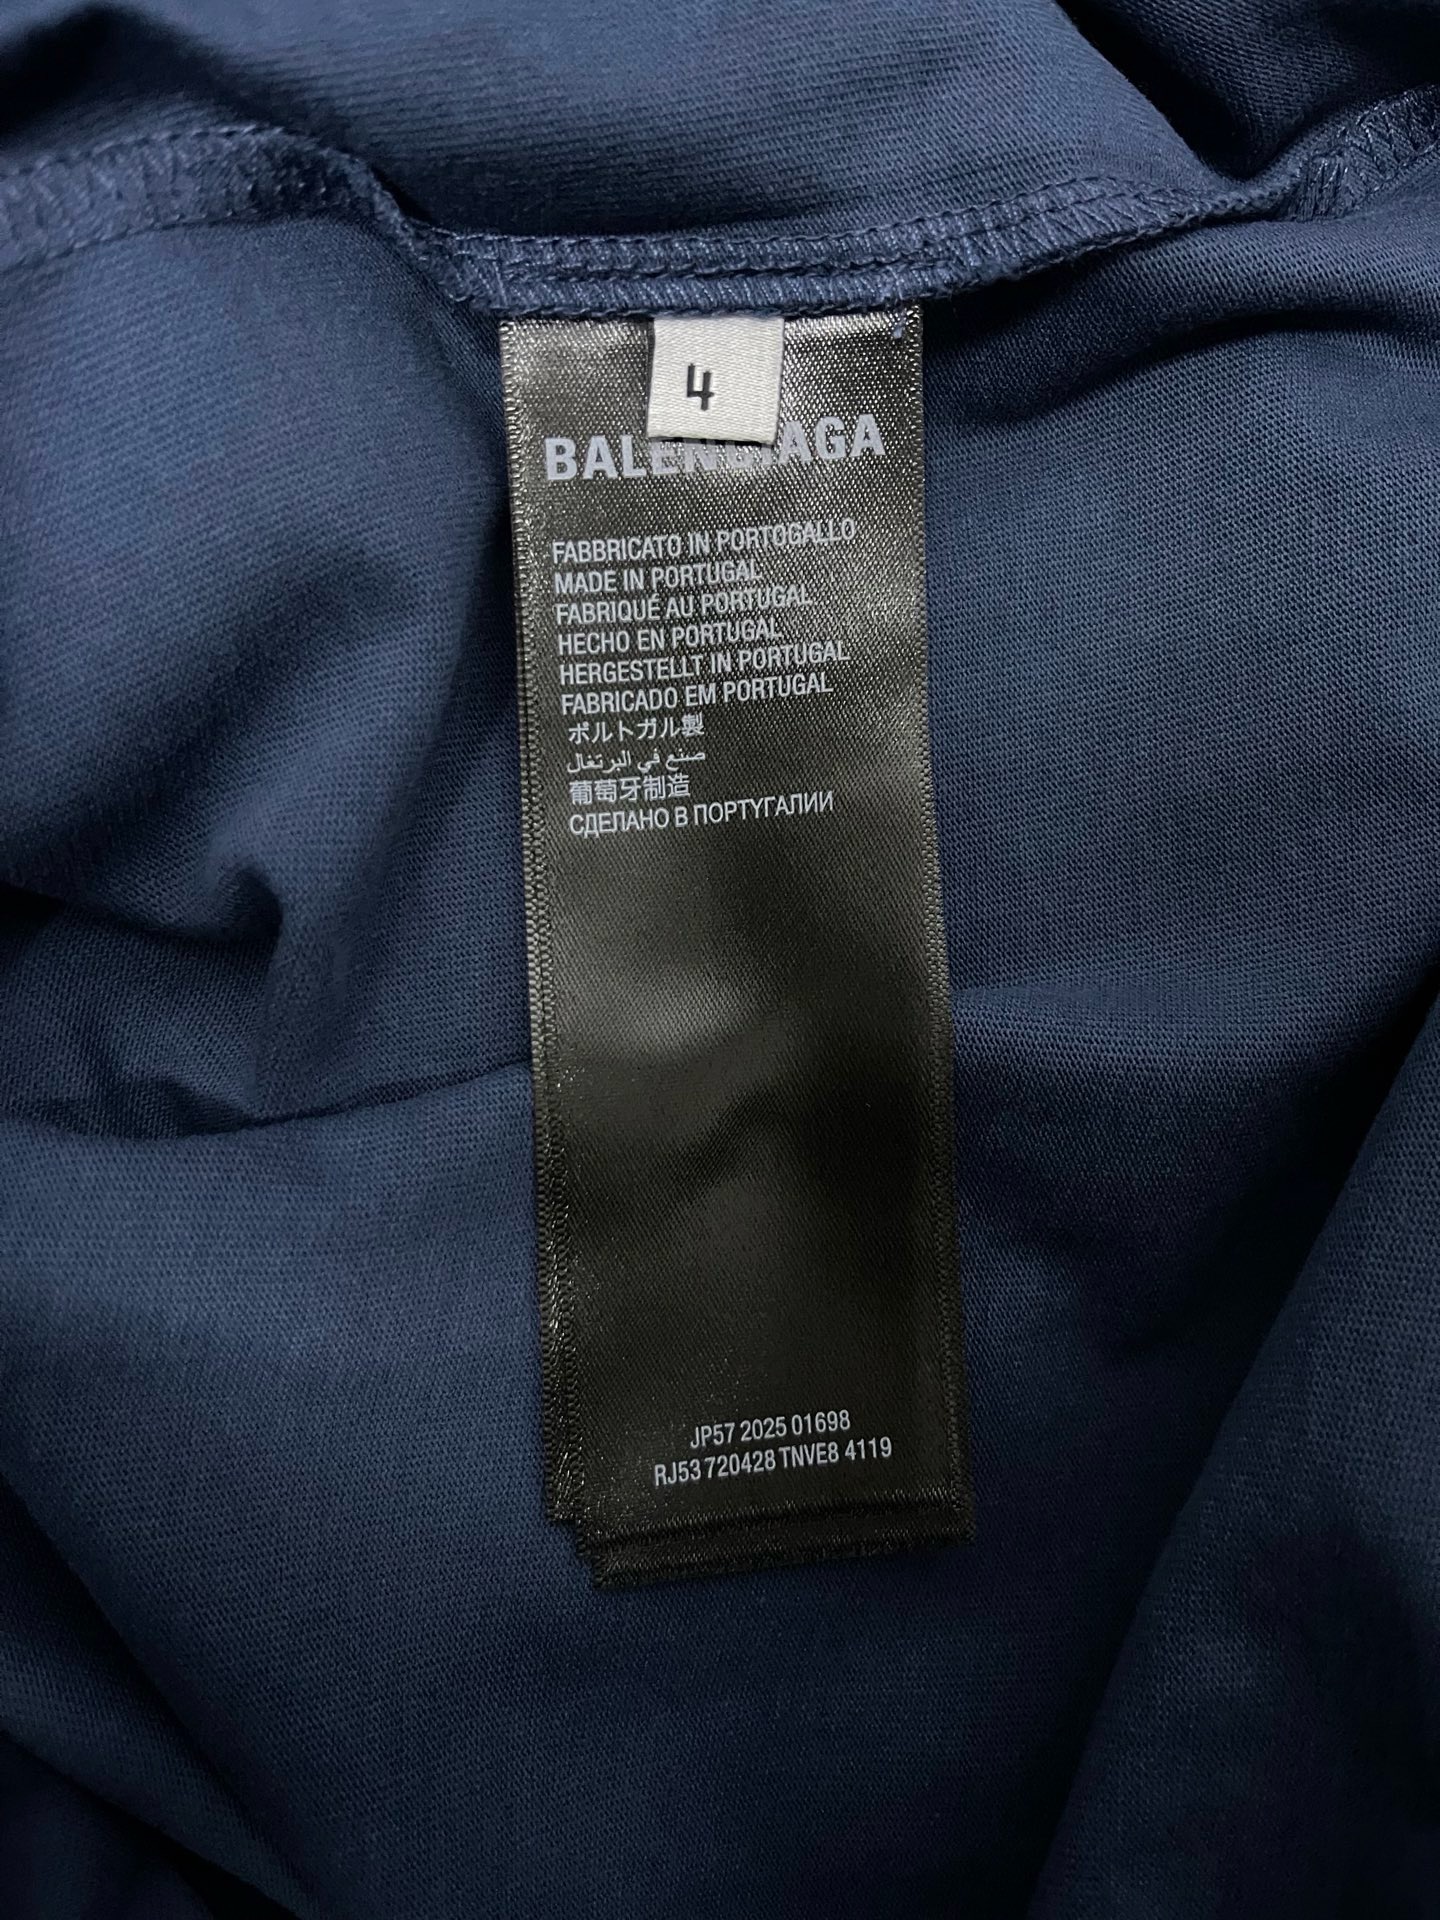 4
BALENCIAGA
FABBRICATO IN PORTOGALLO
MADE IN PORTUGAL
FABRIQUÉ AU PORTUGAL
HECHO EN PORTUGAL
HERGESTELLT IN PORTUGAL
FABRICADO EM PORTUGAL
ポルトガル製
صنع في البرتغال
葡萄牙制造
СДЕЛАНО В ПОРТУГАЛИИ
JP57 2025 01698
RJ53 720428 TNVE8 4119